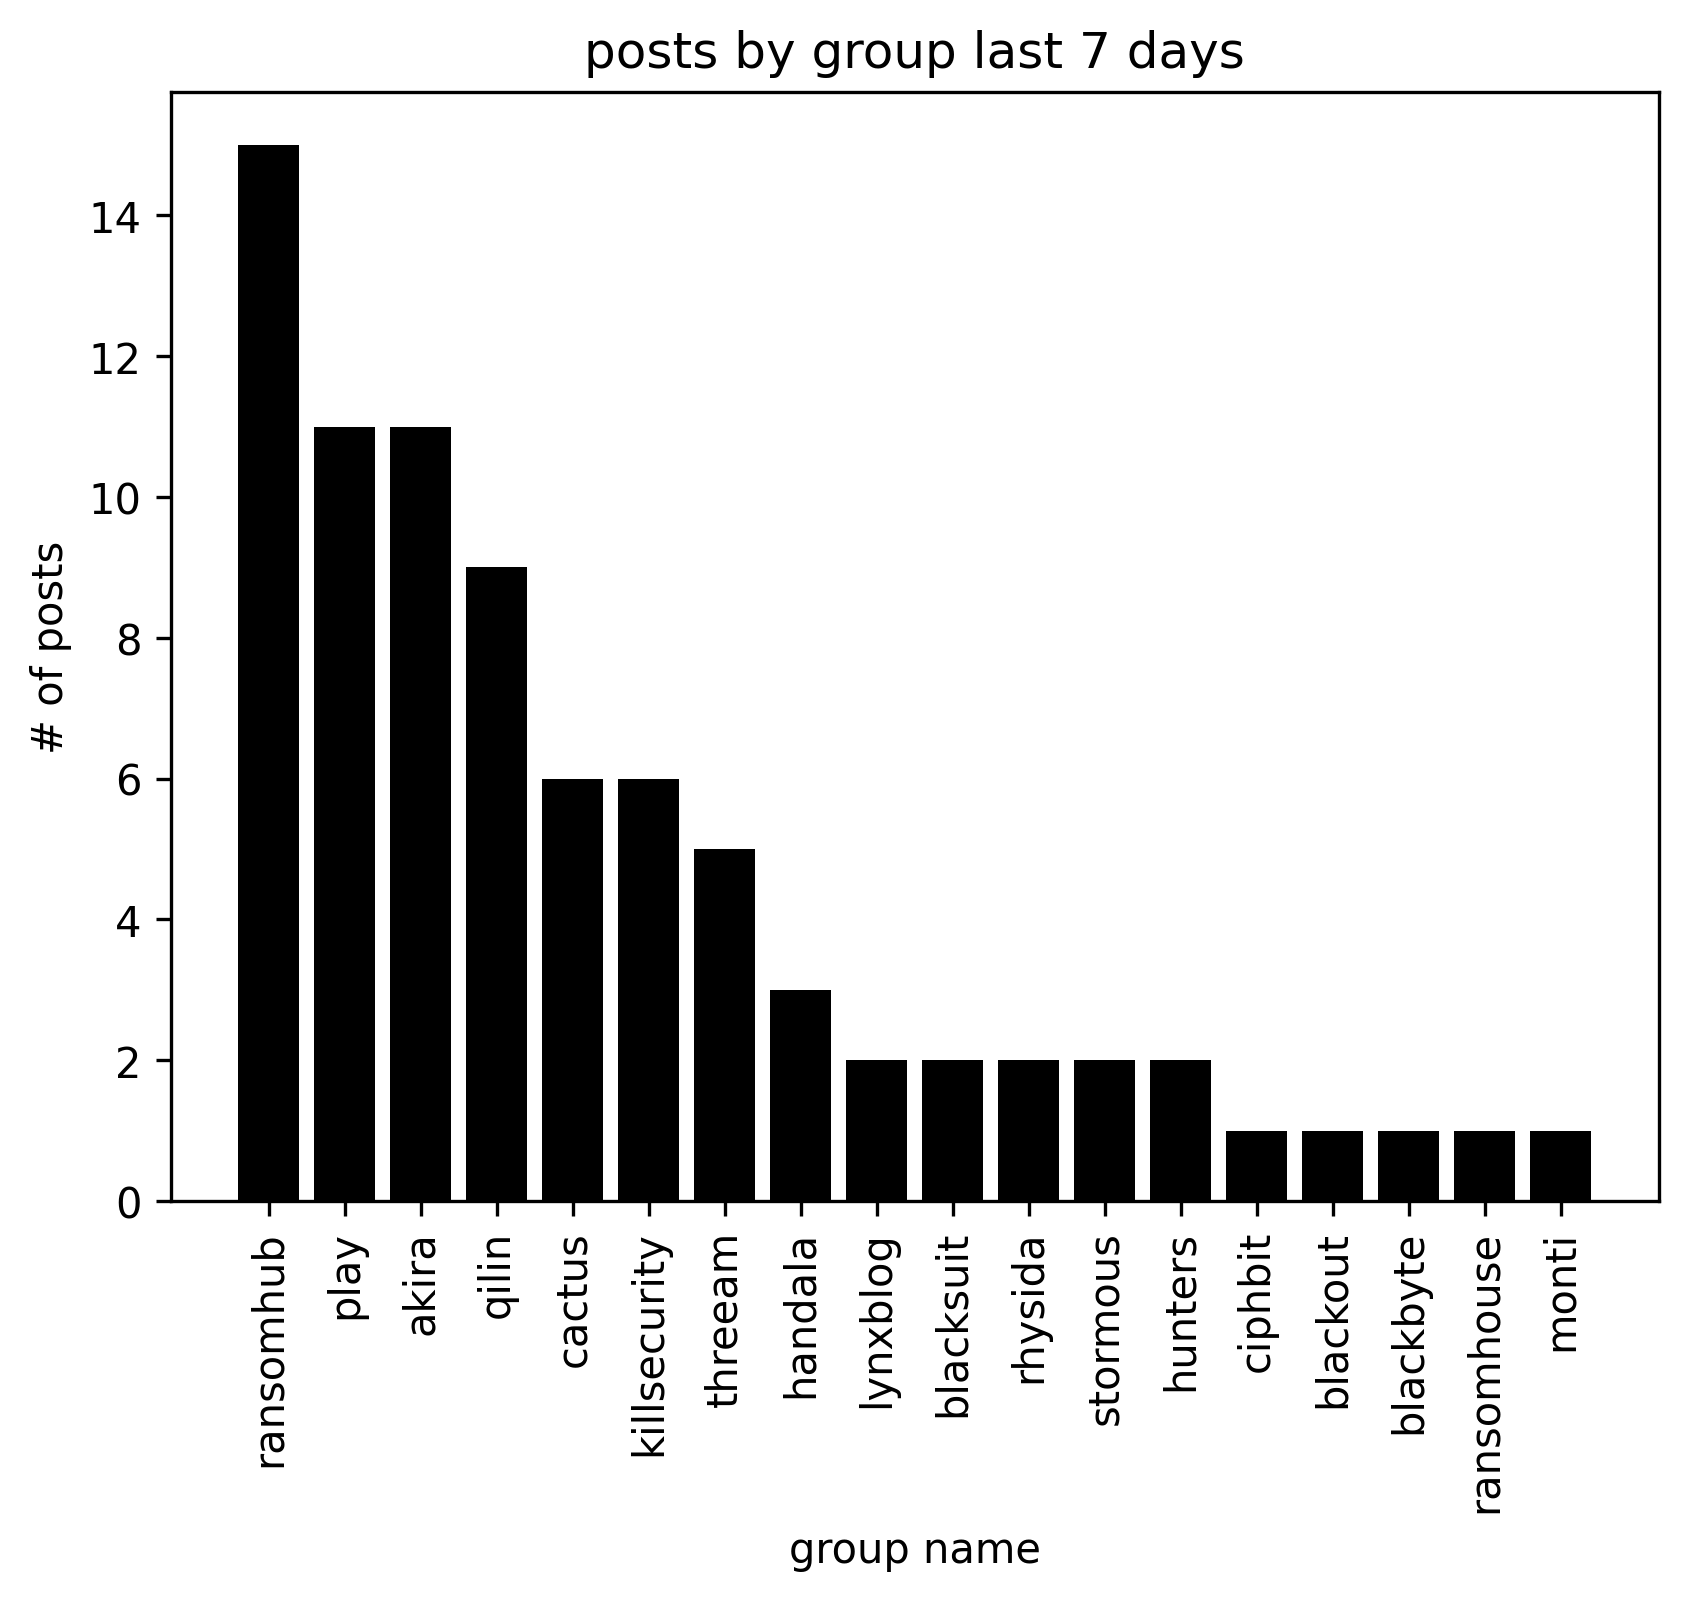 posts by group last 7 days
# of posts
14
12
10
8
6
4
2
0
ransomhub
play
akira
qilin
cactus
killsecurity
threeam
handala
lynxblog
blacksuit
rhysida
stormous
hunters
ciphbit
blackout
blackbyte
ransomhouse
monti
group name